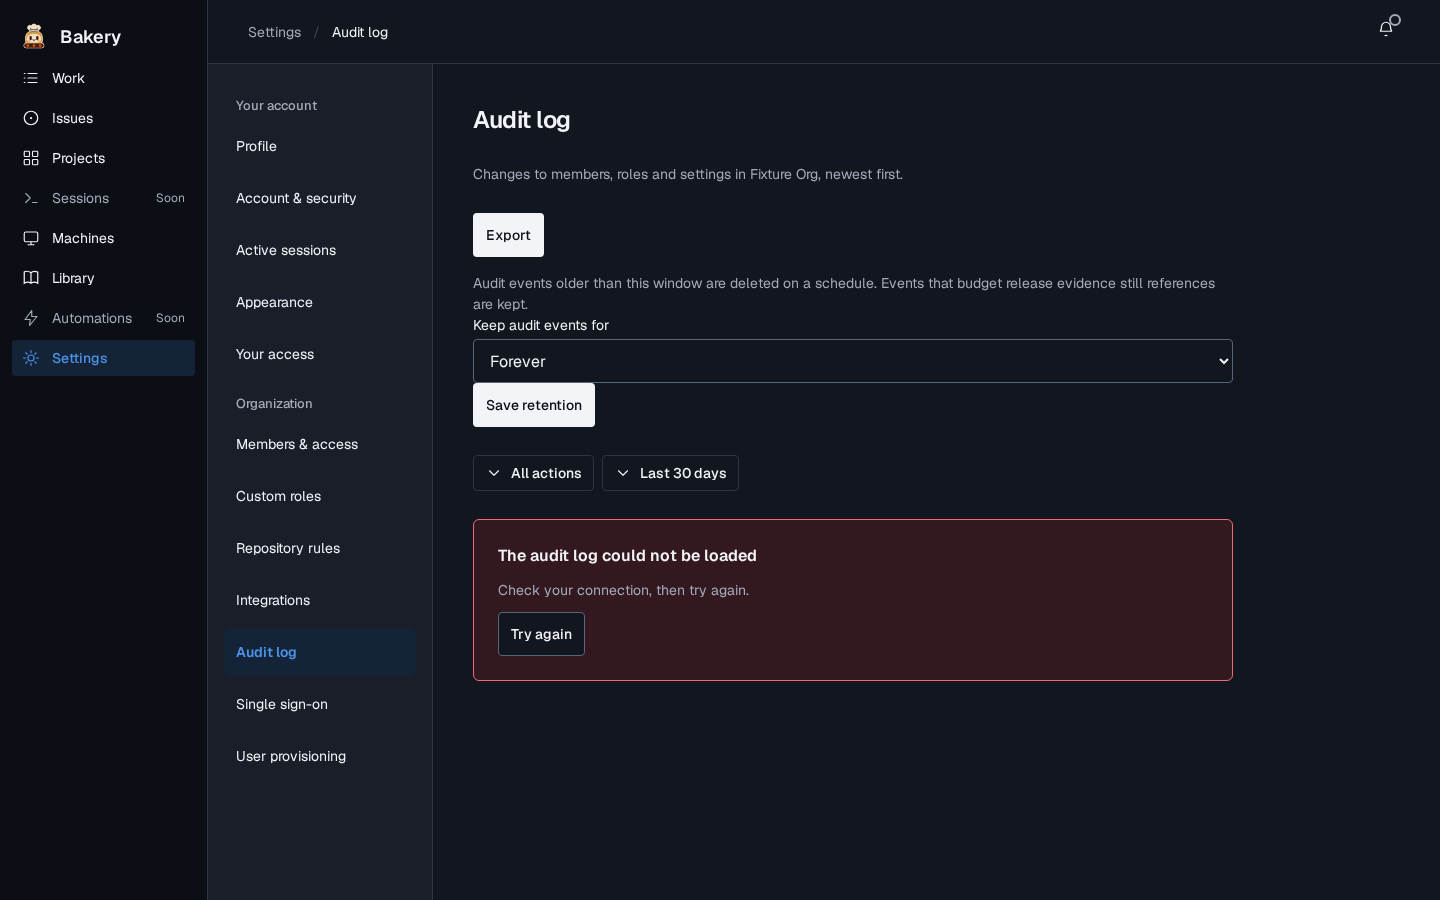 Bakery
Work
Issues
Projects
Sessions Soon
Machines
Library
Automations Soon
Settings
Settings / Audit log
Your account
Profile
Account & security
Active sessions
Appearance
Your access
Organization
Members & access
Custom roles
Repository rules
Integrations
Audit log
Single sign-on
User provisioning
Audit log
Changes to members, roles and settings in Fixture Org, newest first.
Export
Audit events older than this window are deleted on a schedule. Events that budget release evidence still references
are kept.
Keep audit events for
Forever
Save retention
All actions Last 30 days
The audit log could not be loaded
Check your connection, then try again.
Try again